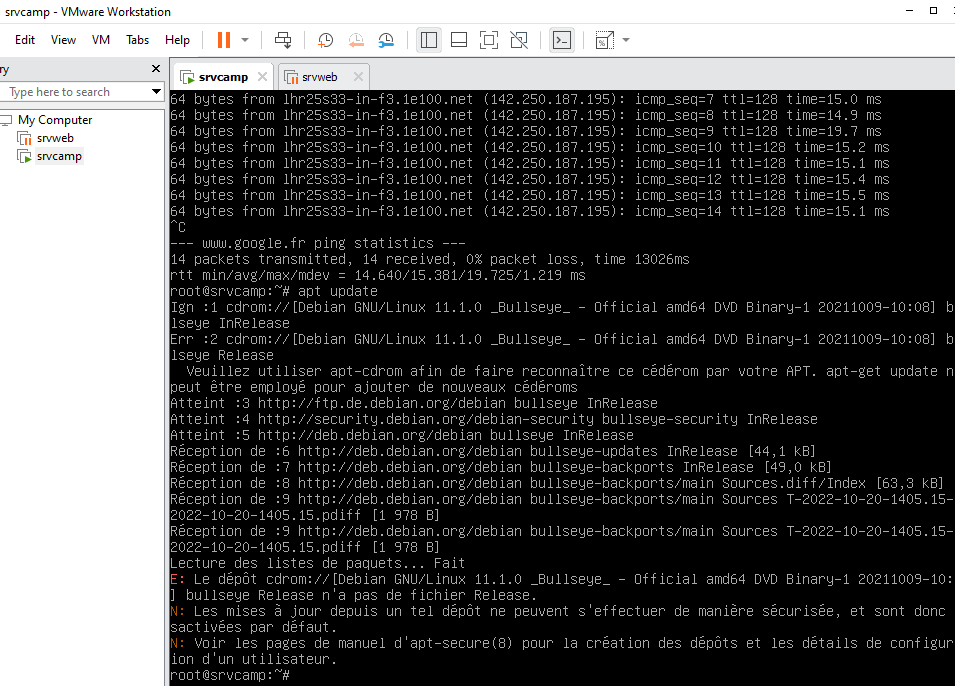 srvcamp - VMware Workstation
Edit View VM Tabs Help
ry
Type here to search
My Computer
srvweb
srvcamp
srvcamp srvweb
64 bytes from lhr25s33-in-f3.1e100.net (142.250.187.195): icmp_seq=7 ttl=128 time=15.0 ms
64 bytes from lhr25s33-in-f3.1e100.net (142.250.187.195): icmp_seq=8 ttl=128 time=14.9 ms
64 bytes from lhr25s33-in-f3.1e100.net (142.250.187.195): icmp_seq=9 ttl=128 time=19.7 ms
64 bytes from lhr25s33-in-f3.1e100.net (142.250.187.195): icmp_seq=10 ttl=128 time=15.2 ms
64 bytes from lhr25s33-in-f3.1e100.net (142.250.187.195): icmp_seq=11 ttl=128 time=15.1 ms
64 bytes from lhr25s33-in-f3.1e100.net (142.250.187.195): icmp_seq=12 ttl=128 time=15.4 ms
64 bytes from lhr25s33-in-f3.1e100.net (142.250.187.195): icmp_seq=13 ttl=128 time=15.5 ms
64 bytes from lhr25s33-in-f3.1e100.net (142.250.187.195): icmp_seq=14 ttl=128 time=15.1 ms
^C
--- www.google.fr ping statistics ---
14 packets transmitted, 14 received, 0% packet loss, time 13026ms
rtt min/avg/max/mdev = 14.640/15.381/19.725/1.219 ms
root@srvcamp:~# apt update
Ign :1 cdrom://[Debian GNU/Linux 11.1.0 _Bullseye_ - Official amd64 DVD Binary-1 20211009-10:08] b
lseye InRelease
Err :2 cdrom://[Debian GNU/Linux 11.1.0 _Bullseye_ - Official amd64 DVD Binary-1 20211009-10:08] b
lseye Release
Veuillez utiliser apt-cdrom afin de faire reconnaître ce cédérom par votre APT. apt-get update n
peut être employé pour ajouter de nouveaux cédéroms
Atteint :3 http://ftp.de.debian.org/debian bullseye InRelease
Atteint :4 http://security.debian.org/debian-security bullseye-security InRelease
Atteint :5 http://deb.debian.org/debian bullseye InRelease
Réception de :6 http://deb.debian.org/debian bullseye-updates InRelease [44,1 kB]
Réception de :7 http://deb.debian.org/debian bullseye-backports InRelease [49,0 kB]
Réception de :8 http://deb.debian.org/debian bullseye-backports/main Sources.diff/Index [63,3 kB]
Réception de :9 http://deb.debian.org/debian bullseye-backports/main Sources T-2022-10-20-1405.15-
2022-10-20-1405.15.pdiff [1 978 B]
Réception de :9 http://deb.debian.org/debian bullseye-backports/main Sources T-2022-10-20-1405.15-
2022-10-20-1405.15.pdiff [1 978 B]
Lecture des listes de paquets... Fait
E: Le dépôt cdrom://[Debian GNU/Linux 11.1.0 _Bullseye_ - Official amd64 DVD Binary-1 20211009-10:
] bullseye Release n'a pas de fichier Release.
N: Les mises à jour depuis un tel dépôt ne peuvent s'effectuer de manière sécurisée, et sont donc
sactivées par défaut.
N: Voir les pages de manuel d'apt-secure(8) pour la création des dépôts et les détails de configur
ion d'un utilisateur.
root@srvcamp:~#